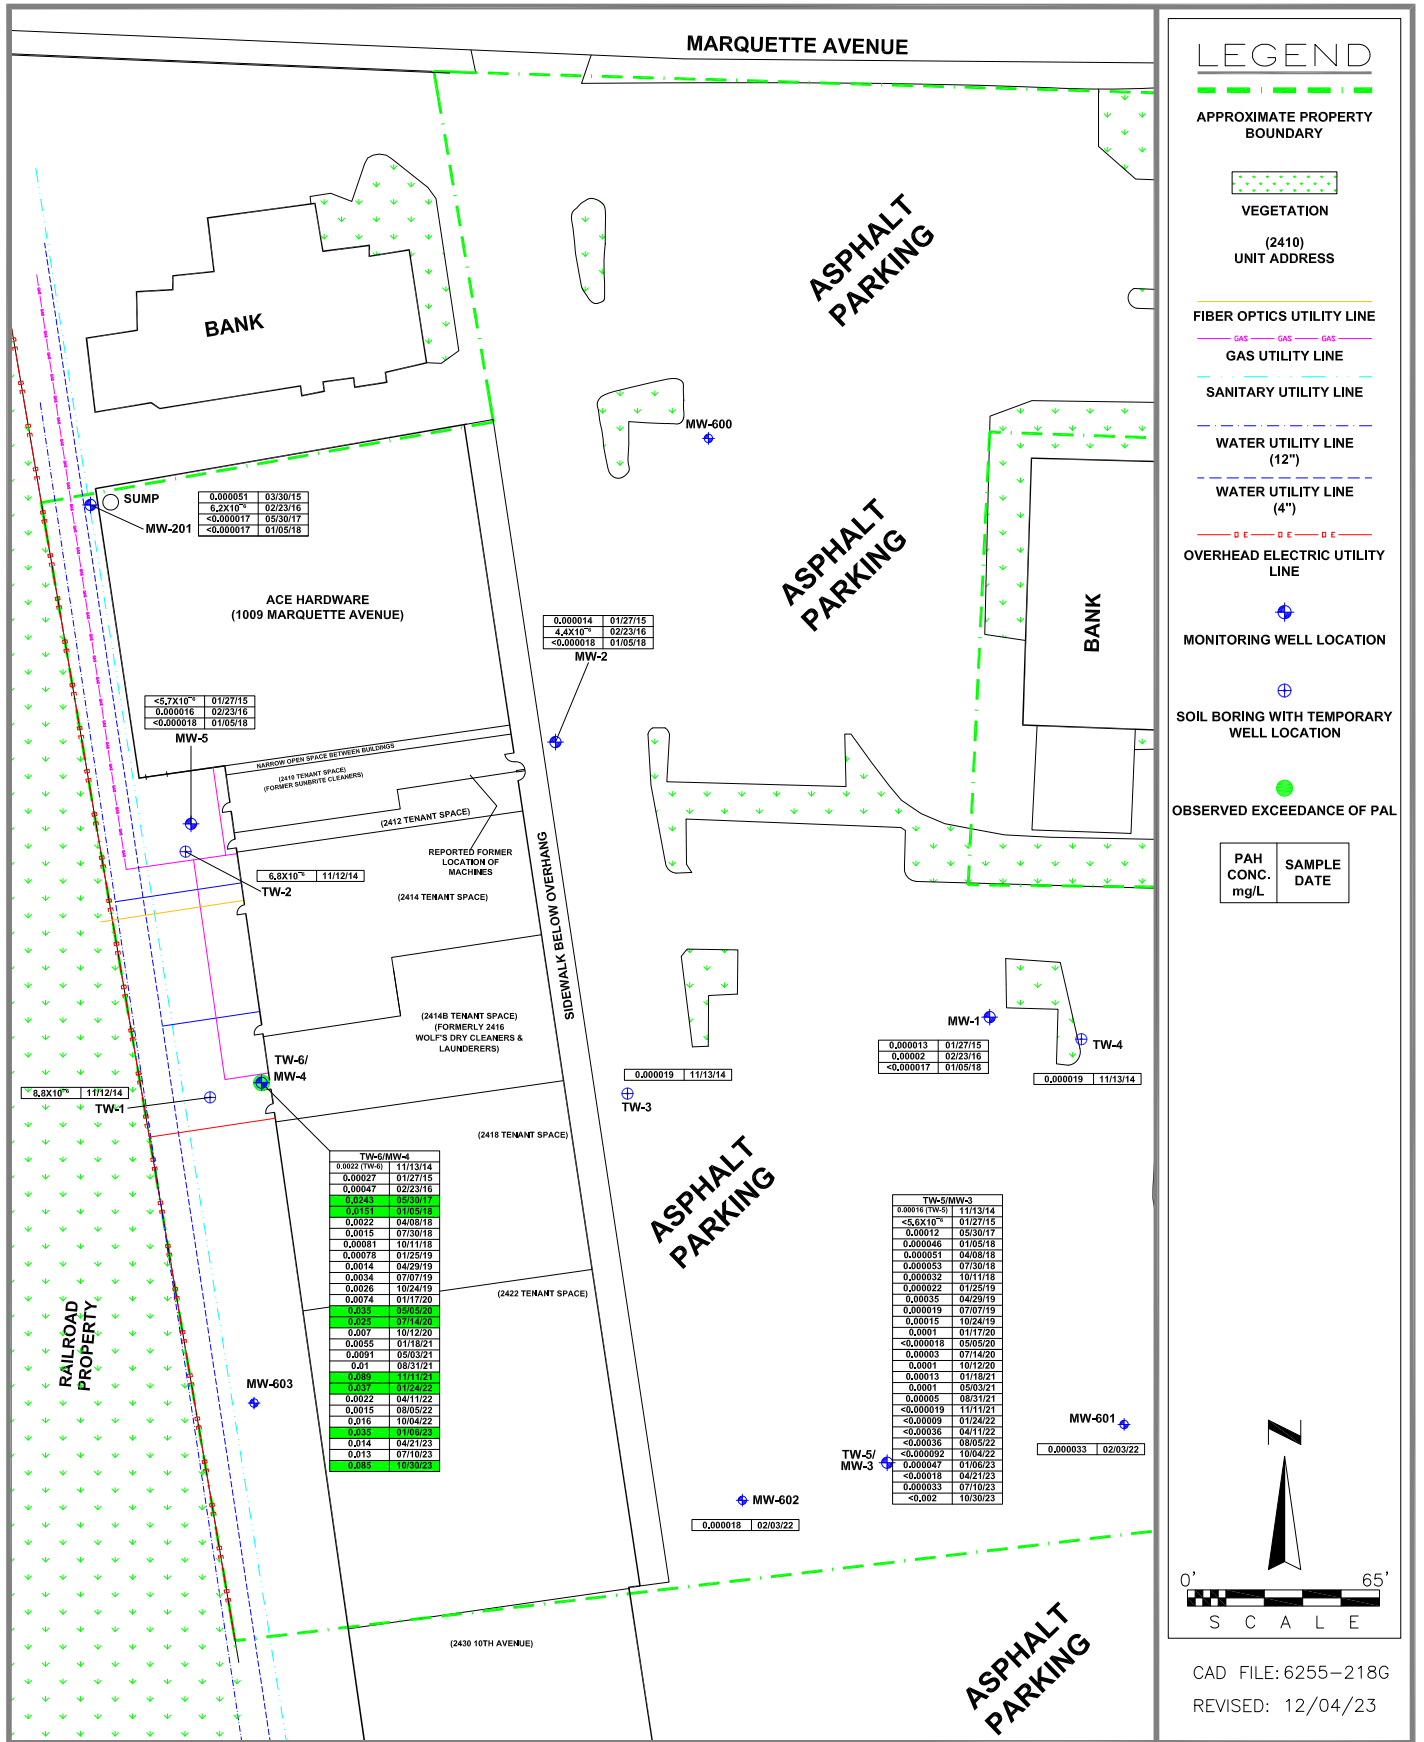 MARQUETTE AVENUE
ASPHALT
PARKING
BANK
MW-600
SUMP
MW-201
0.000051 03/30/15
6.2X10⁻⁶ 02/23/16
<0.000017 05/30/17
<0.000017 01/05/18
ACE HARDWARE
(1009 MARQUETTE AVENUE)
ASPHALT
PARKING
BANK
0.000014 01/27/15
4.4X10⁻⁶ 02/23/16
<0.000018 01/05/18
MW-2
<5.7X10⁻⁶ 01/27/15
0.000016 02/23/16
<0.000018 01/05/18
MW-5
NARROW OPEN SPACE BETWEEN BUILDINGS
(2410 TENANT SPACE)
(FORMER SUNBRITE CLEANERS)
(2412 TENANT SPACE)
REPORTED FORMER
LOCATION OF
MACHINES
6.8X10⁻⁶ 11/12/14
TW-2
(2414 TENANT SPACE)
SIDEWALK BELOW OVERHANG
(2414B TENANT SPACE)
(FORMERLY 2416
WOLF'S DRY CLEANERS &
LAUNDERERS)
MW-1
0.000013 01/27/15
0.00002 02/23/16
<0.000017 01/05/18
TW-4
0.000019 11/13/14
TW-6/
MW-4
8.8X10⁻⁶ 11/12/14
TW-1
0.000019 11/13/14
TW-3
(2418 TENANT SPACE)
ASPHALT
PARKING
TW-6/MW-4
0.0022 (TW-6) 11/13/14
0.00027 01/27/15
0.00047 02/23/16
0.0243 05/30/17
0.0151 01/05/18
0.0022 04/08/18
0.0015 07/30/18
0.00081 10/11/18
0.00078 01/25/19
0.0014 04/29/19
0.0034 07/07/19
0.0026 10/24/19
0.0074 01/17/20
0.035 05/05/20
0.025 07/14/20
0.007 10/12/20
0.0055 01/18/21
0.0091 05/03/21
0.01 08/31/21
0.089 11/11/21
0.037 01/24/22
0.0022 04/11/22
0.0015 08/05/22
0.016 10/04/22
0.035 01/06/23
0.014 04/21/23
0.013 07/10/23
0.085 10/30/23
TW-5/MW-3
0.00016 (TW-5) 11/13/14
<5.6X10⁻⁶ 01/27/15
0.00012 05/30/17
0.000046 01/05/18
0.000051 04/08/18
0.000053 07/30/18
0.000032 10/11/18
0.000022 01/25/19
0.00035 04/29/19
0.000019 07/07/19
0.00015 10/24/19
0.0001 01/17/20
<0.000018 05/05/20
0.00003 07/14/20
0.0001 10/12/20
0.00013 01/18/21
0.0001 05/03/21
0.00005 08/31/21
<0.000019 11/11/21
<0.00009 01/24/22
<0.00036 04/11/22
<0.00036 08/05/22
<0.000092 10/04/22
0.000047 01/06/23
<0.00018 04/21/23
0.000033 07/10/23
<0.002 10/30/23
(2422 TENANT SPACE)
RAILROAD
PROPERTY
MW-603
MW-601
0.000033 02/03/22
TW-5/
MW-3
MW-602
0.000018 02/03/22
(2430 10TH AVENUE)
ASPHALT
PARKING
LEGEND
APPROXIMATE PROPERTY
BOUNDARY
VEGETATION
(2410)
UNIT ADDRESS
FIBER OPTICS UTILITY LINE
GAS GAS GAS
GAS UTILITY LINE
SANITARY UTILITY LINE
WATER UTILITY LINE
(12")
WATER UTILITY LINE
(4")
OE OE OE
OVERHEAD ELECTRIC UTILITY
LINE
MONITORING WELL LOCATION
SOIL BORING WITH TEMPORARY
WELL LOCATION
OBSERVED EXCEEDANCE OF PAL
PAH
CONC.
mg/L
SAMPLE
DATE
N
0' 65'
SCALE
CAD FILE: 6255-218G
REVISED: 12/04/23